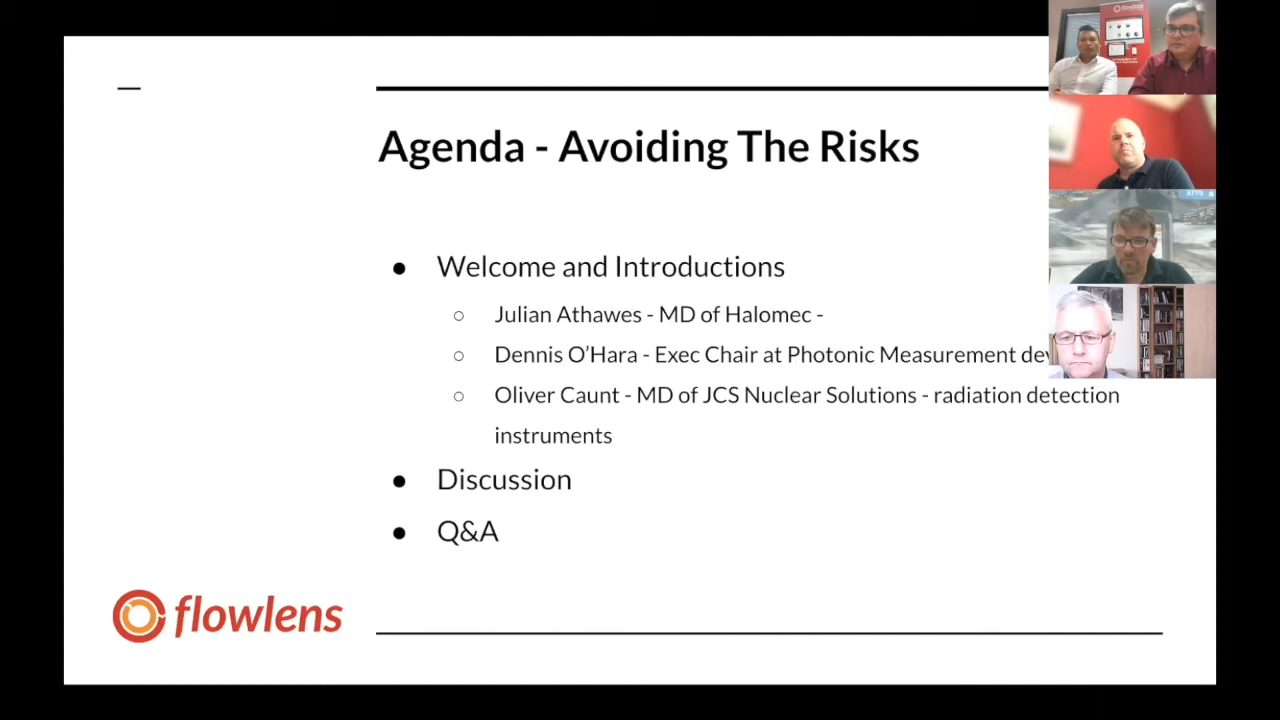 flowlens
Agenda - Avoiding The Risks
● Welcome and Introductions
○ Julian Athawes - MD of Halomec -
○ Dennis O’Hara - Exec Chair at Photonic Measurement
○ Oliver Caunt - MD of JCS Nuclear Solutions - radiation detection
instruments
● Discussion
● Q&A
flowlens